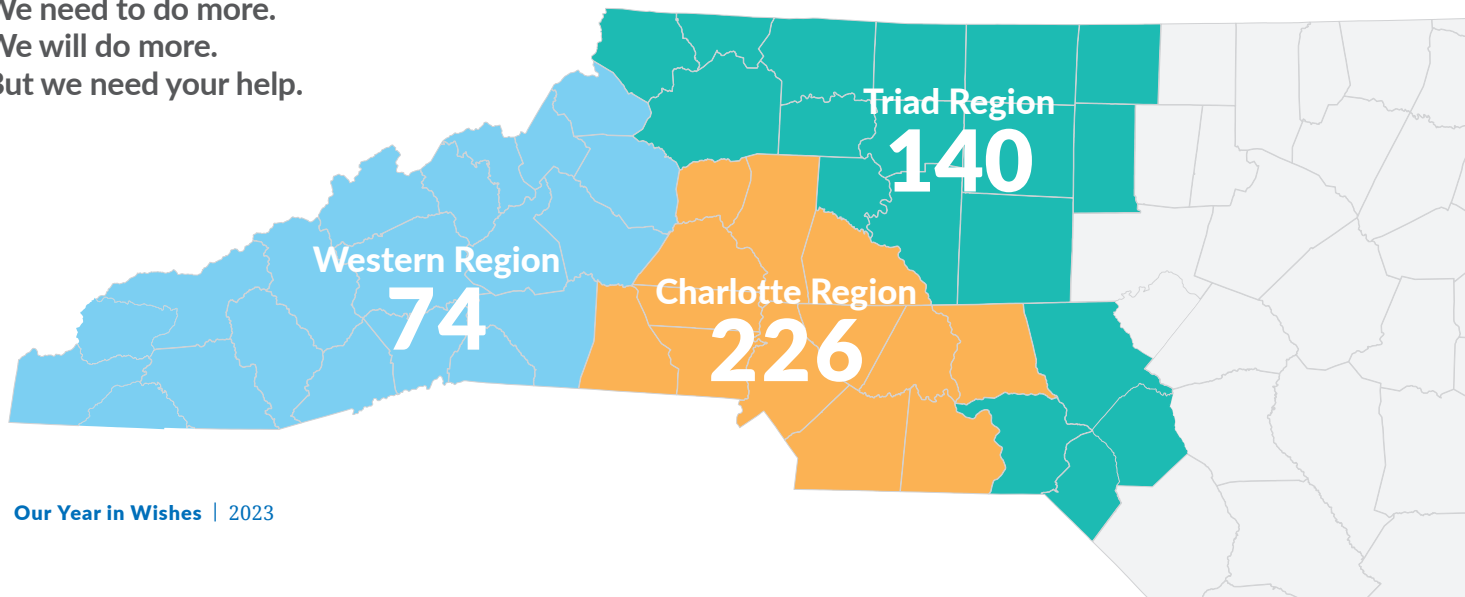 We need to do more.
We will do more.
But we need your help.
Triad Region
140
Western Region
74
Charlotte Region
226
Our Year in Wishes | 2023